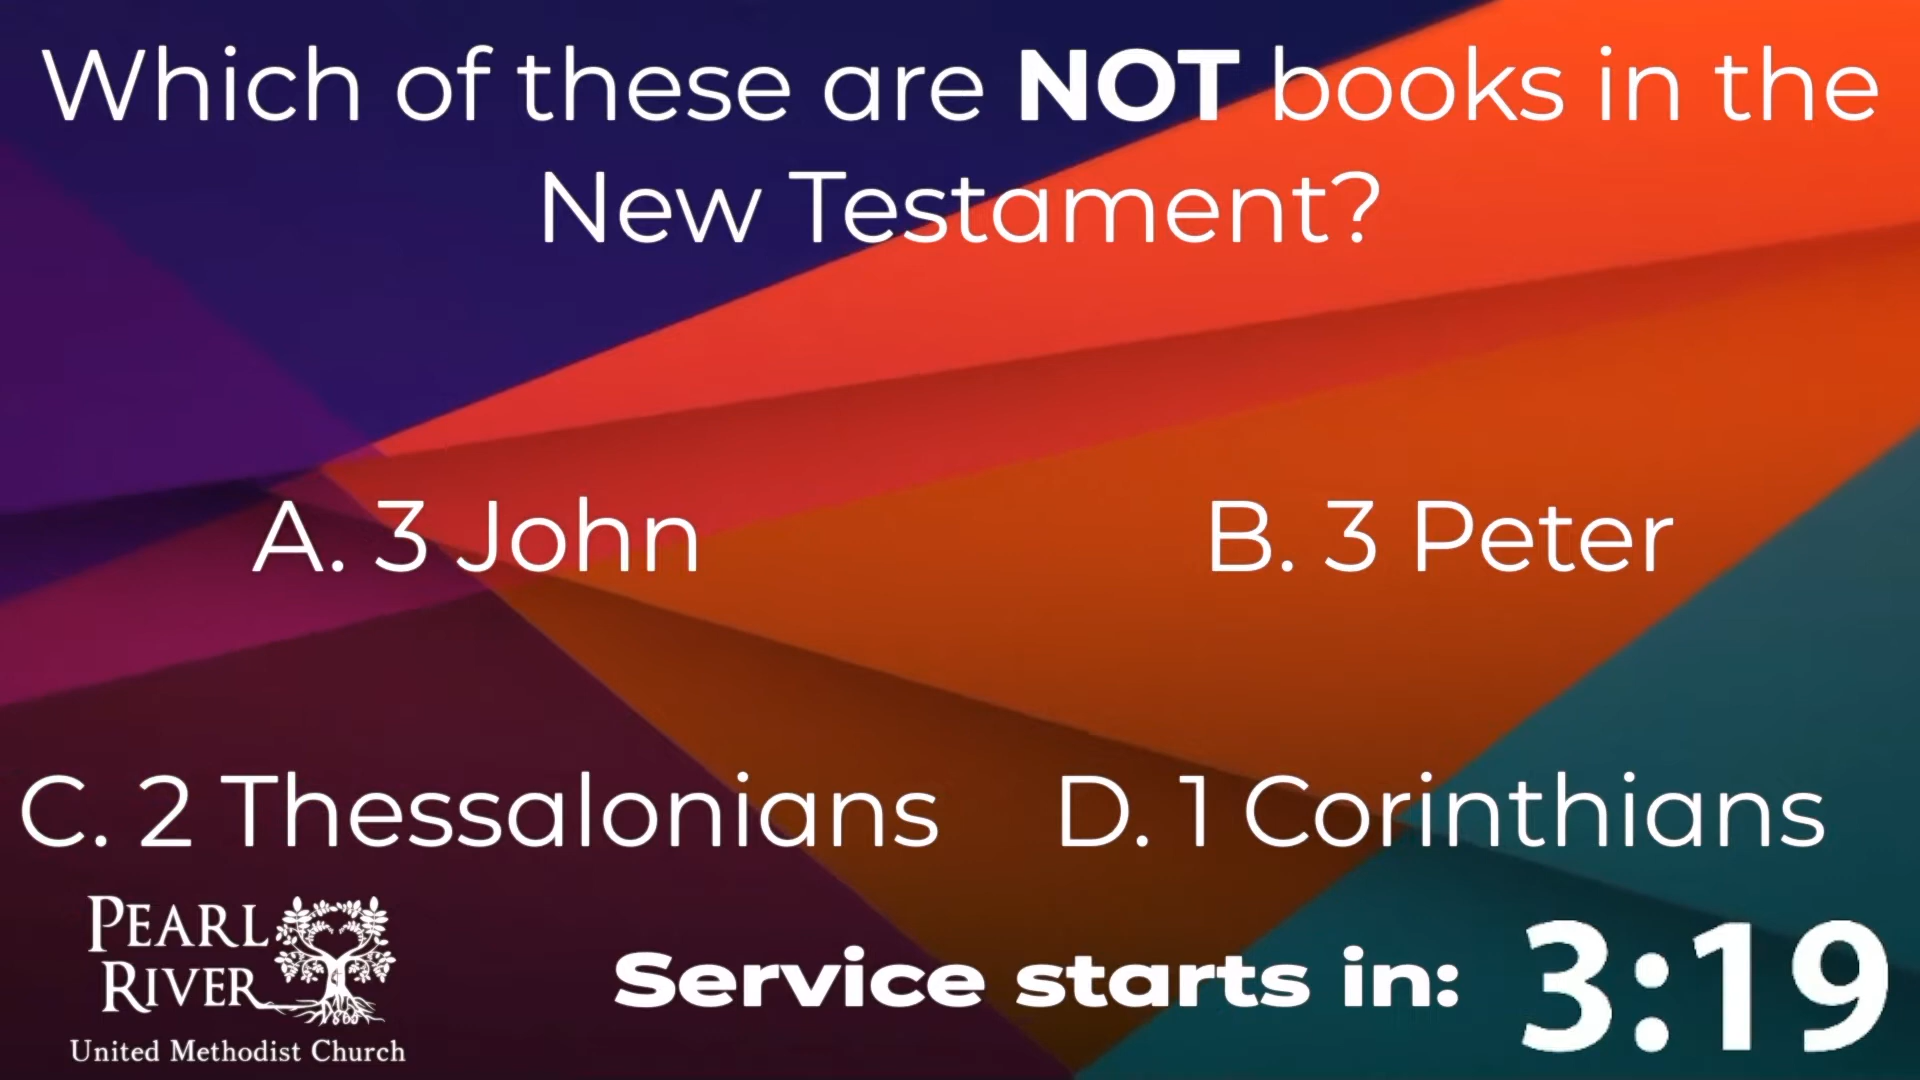 Which of these are NOT books in the
New Testament?
A. 3 John
B. 3 Peter
C. 2 Thessalonians
D. 1 Corinthians
PEARL
RIVER
United Methodist Church
Service starts in: 3:19